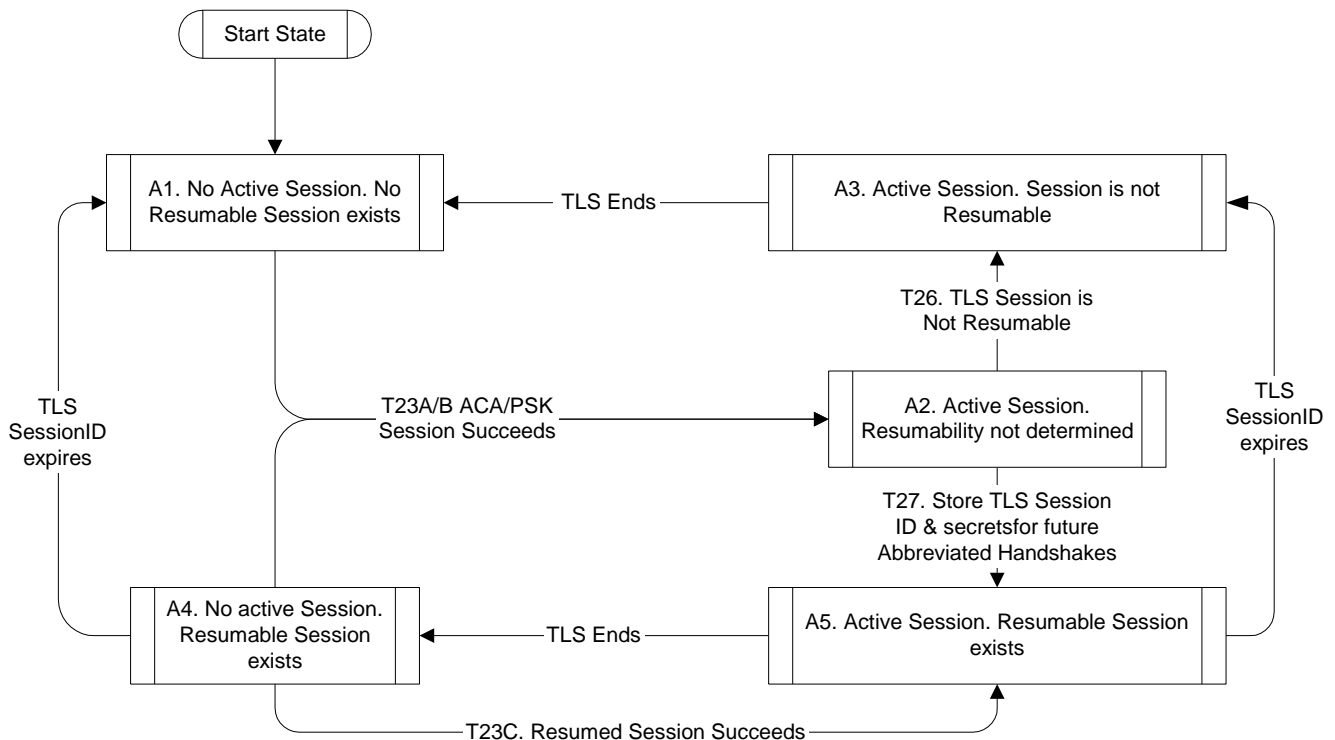 Start State
A1. No Active Session. No
Resumable Session exists
TLS Ends
A3. Active Session. Session is not
Resumable
T26. TLS Session is
Not Resumable
TLS
SessionID
expires
T23A/B ACA/PSK
Session Succeeds
A2. Active Session.
Resumability not determined
TLS
SessionID
expires
T27. Store TLS Session
ID & secretsfor future
Abbreviated Handshakes
A4. No active Session.
Resumable Session
exists
TLS Ends
A5. Active Session. Resumable Session
exists
T23C. Resumed Session Succeeds